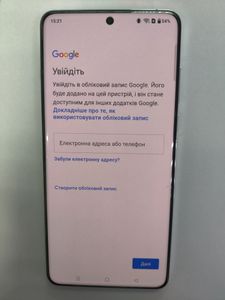 15:21
54%
Google
Увійдіть
Увійдіть в обліковий запис Google. Його
буде додано на цей пристрій, і він стане
доступним для інших додатків Google.
Докладніше про те, як
використовувати обліковий запис
Електронна адреса або телефон
Забули електронну адресу?
Створити обліковий запис
Далі